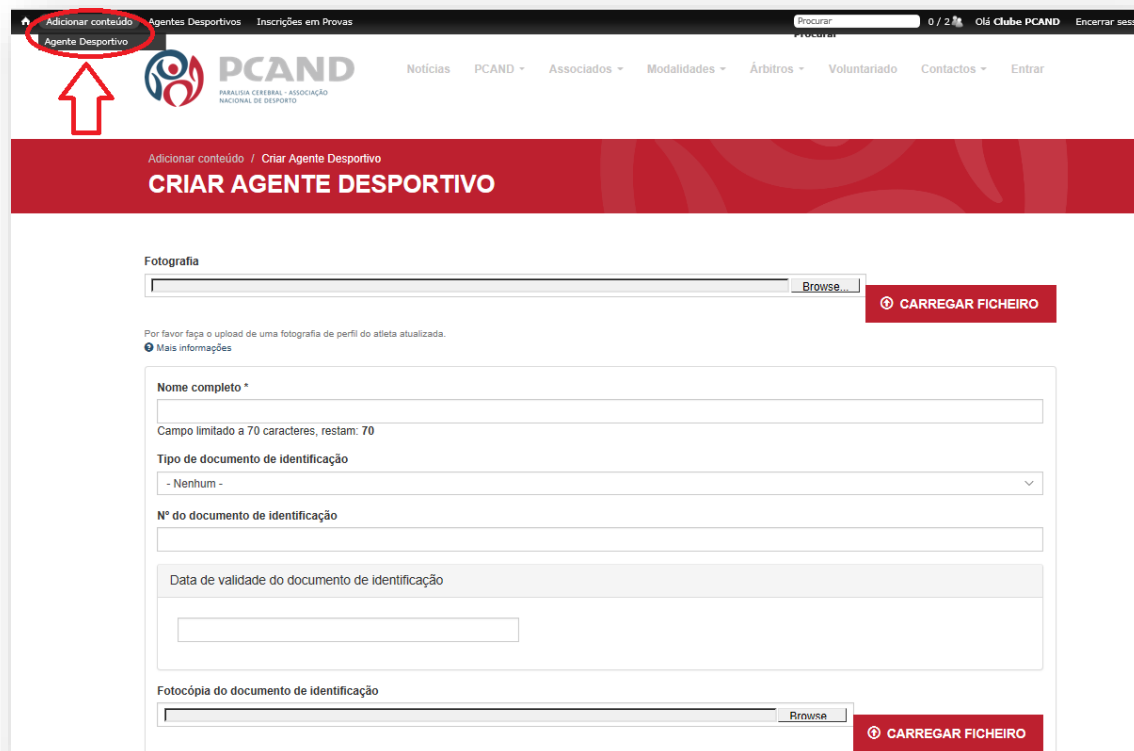 Adicionar conteúdo Agentes Desportivos Inscrições em Provas Procurar 0 / 2 Olá Clube PCAND Encerrar sess
Agente Desportivo Procurar
PCAND
PARALISIA CEREBRAL - ASSOCIAÇÃO
NACIONAL DE DESPORTO
Notícias PCAND Associados Modalidades Árbitros Voluntariado Contactos Entrar
Adicionar conteúdo / Criar Agente Desportivo
CRIAR AGENTE DESPORTIVO
Fotografia
Browse...
CARREGAR FICHEIRO
Por favor faça o upload de uma fotografia de perfil do atleta atualizada.
Mais informações
Nome completo *
Campo limitado a 70 caracteres, restam: 70
Tipo de documento de identificação
- Nenhum -
Nº do documento de identificação
Data de validade do documento de identificação
Fotocópia do documento de identificação
Browse...
CARREGAR FICHEIRO